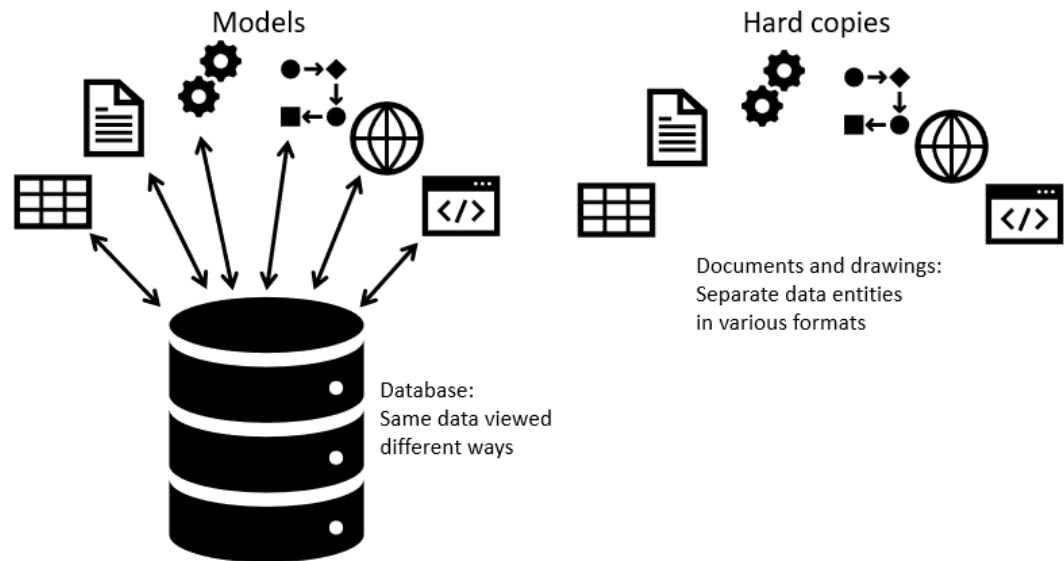 Models
Hard copies
</>
Documents and drawings:
Separate data entities
in various formats
Database:
Same data viewed
different ways